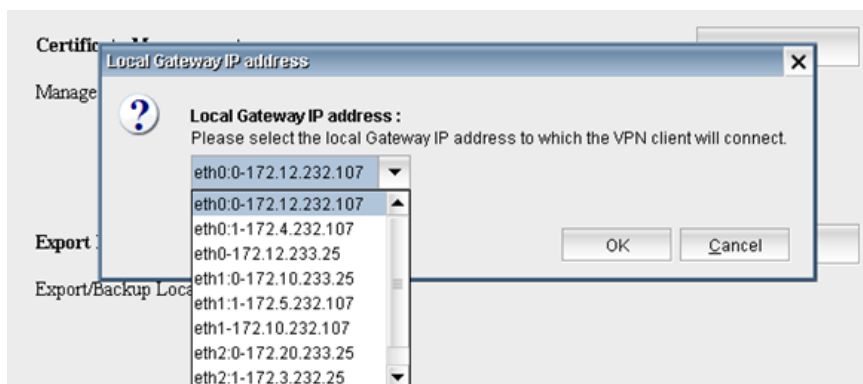 Certific
Local Gateway IP address
Manage
Local Gateway IP address :
Please select the local Gateway IP address to which the VPN client will connect.
eth0:0-172.12.232.107
eth0:0-172.12.232.107
eth0:1-172.4.232.107
eth0-172.12.233.25
eth1:0-172.10.233.25
eth1:1-172.5.232.107
eth1-172.10.232.107
eth2:0-172.20.233.25
eth2:1-172.3.232.25
OK
Cancel
Export
Export/Backup Loca